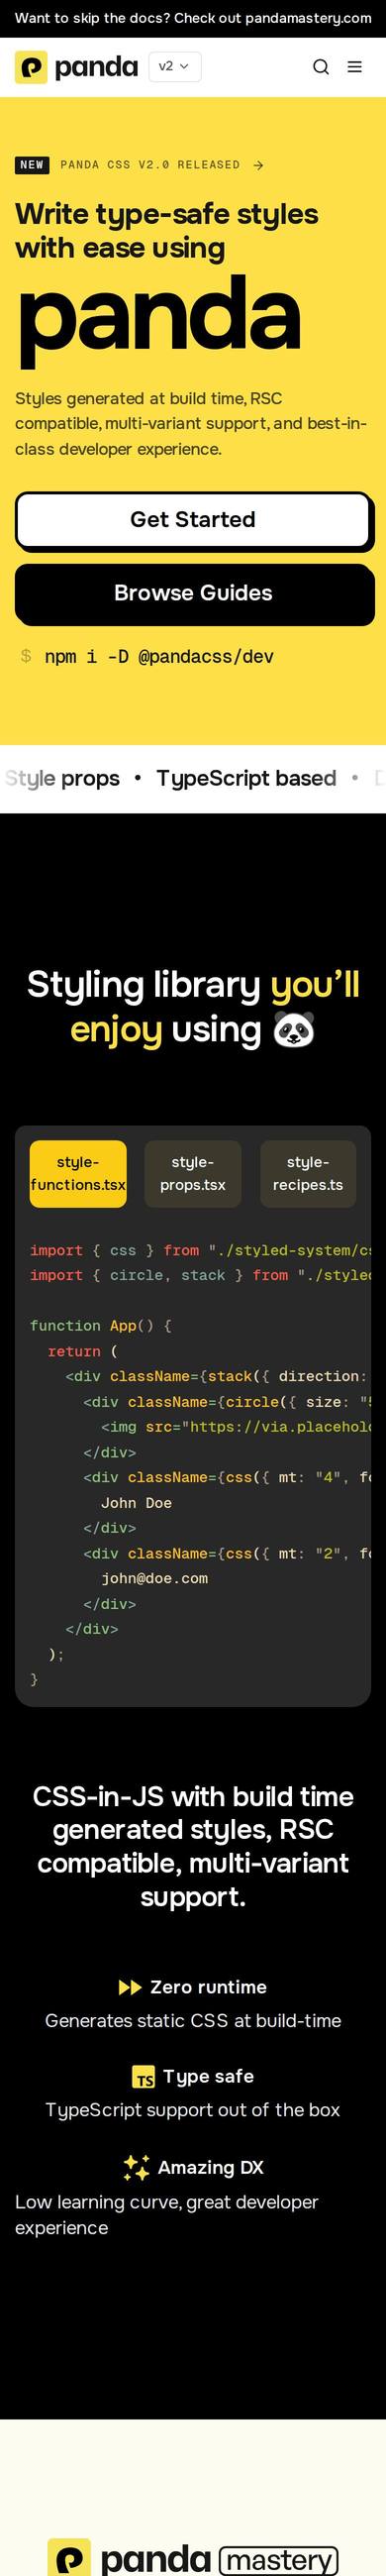 Want to skip the docs? Check out pandamastery.com
panda v2
NEW PANDA CSS V2.0 RELEASED →
Write type-safe styles
with ease using
panda
Styles generated at build time, RSC
compatible, multi-variant support, and best-in-
class developer experience.
Get Started
Browse Guides
$ npm i -D @pandacss/dev
Style props • TypeScript based •
Styling library you’ll
enjoy using 🐼
style-
functions.tsx
style-
props.tsx
style-
recipes.ts
import { css } from "./styled-system/cs
import { circle, stack } from "./styled
function App() {
return (
<div className={stack({ direction:
<div className={circle({ size: "5
<img src="https://via.placehold
</div>
<div className={css({ mt: "4", fo
John Doe
</div>
<div className={css({ mt: "2", fo
john@doe.com
</div>
</div>
);
}
CSS-in-JS with build time
generated styles, RSC
compatible, multi-variant
support.
Zero runtime
Generates static CSS at build-time
TS Type safe
TypeScript support out of the box
Amazing DX
Low learning curve, great developer
experience
panda mastery